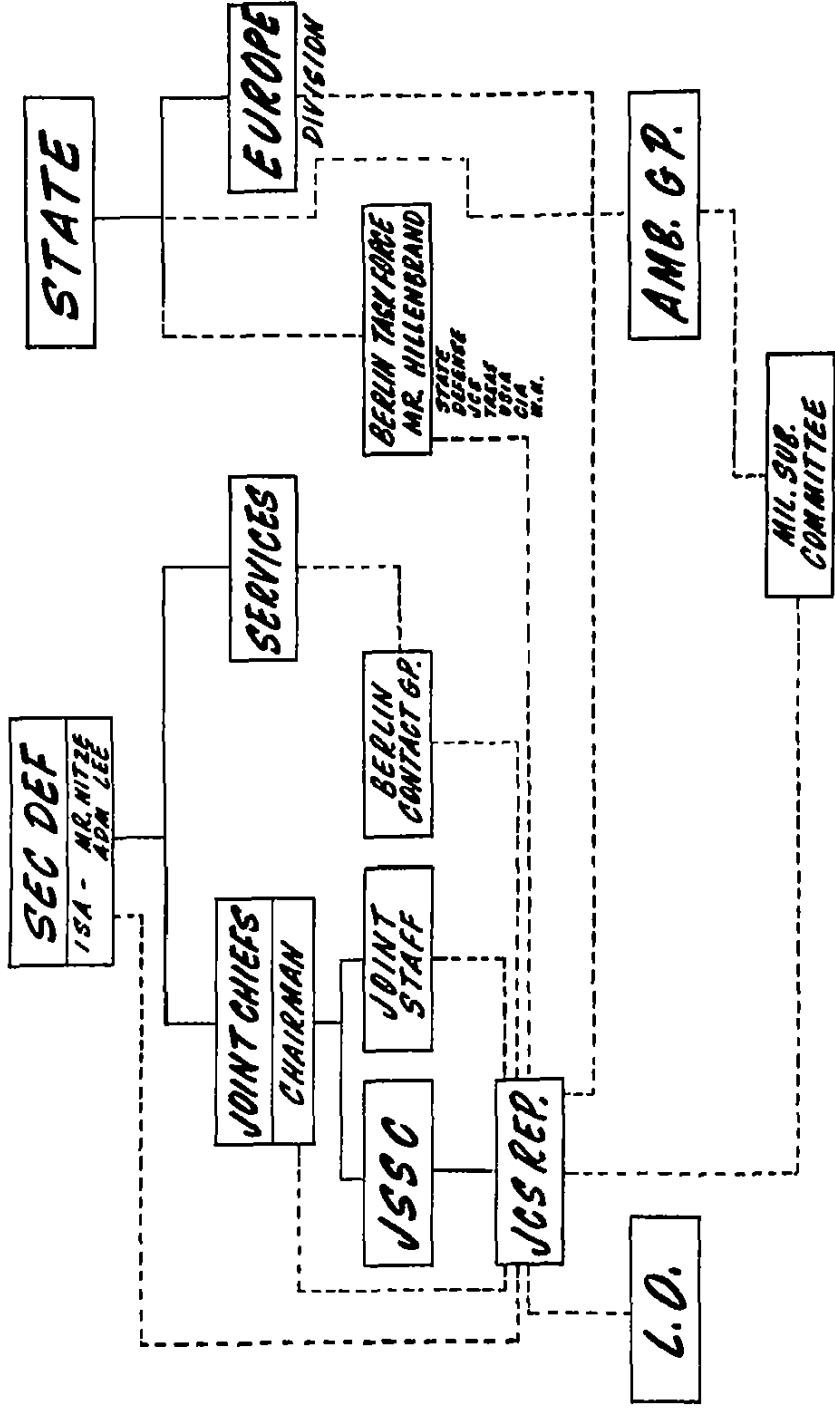 SEC DEF
ISA - MR. NITZE
ADM LEE
STATE
JOINT CHIEFS
CHAIRMAN
SERVICES
EUROPE
DIVISION
JSSC
JOINT
STAFF
BERLIN
CONTACT GP.
BERLIN TASK FORCE
MR. HILLENBRAND
STATE
DEFENSE
JCS
TREAS
USIA
CIA
W.H.
JCS REP.
L.O.
AMB. GP.
MIL. SUB.
COMMITTEE